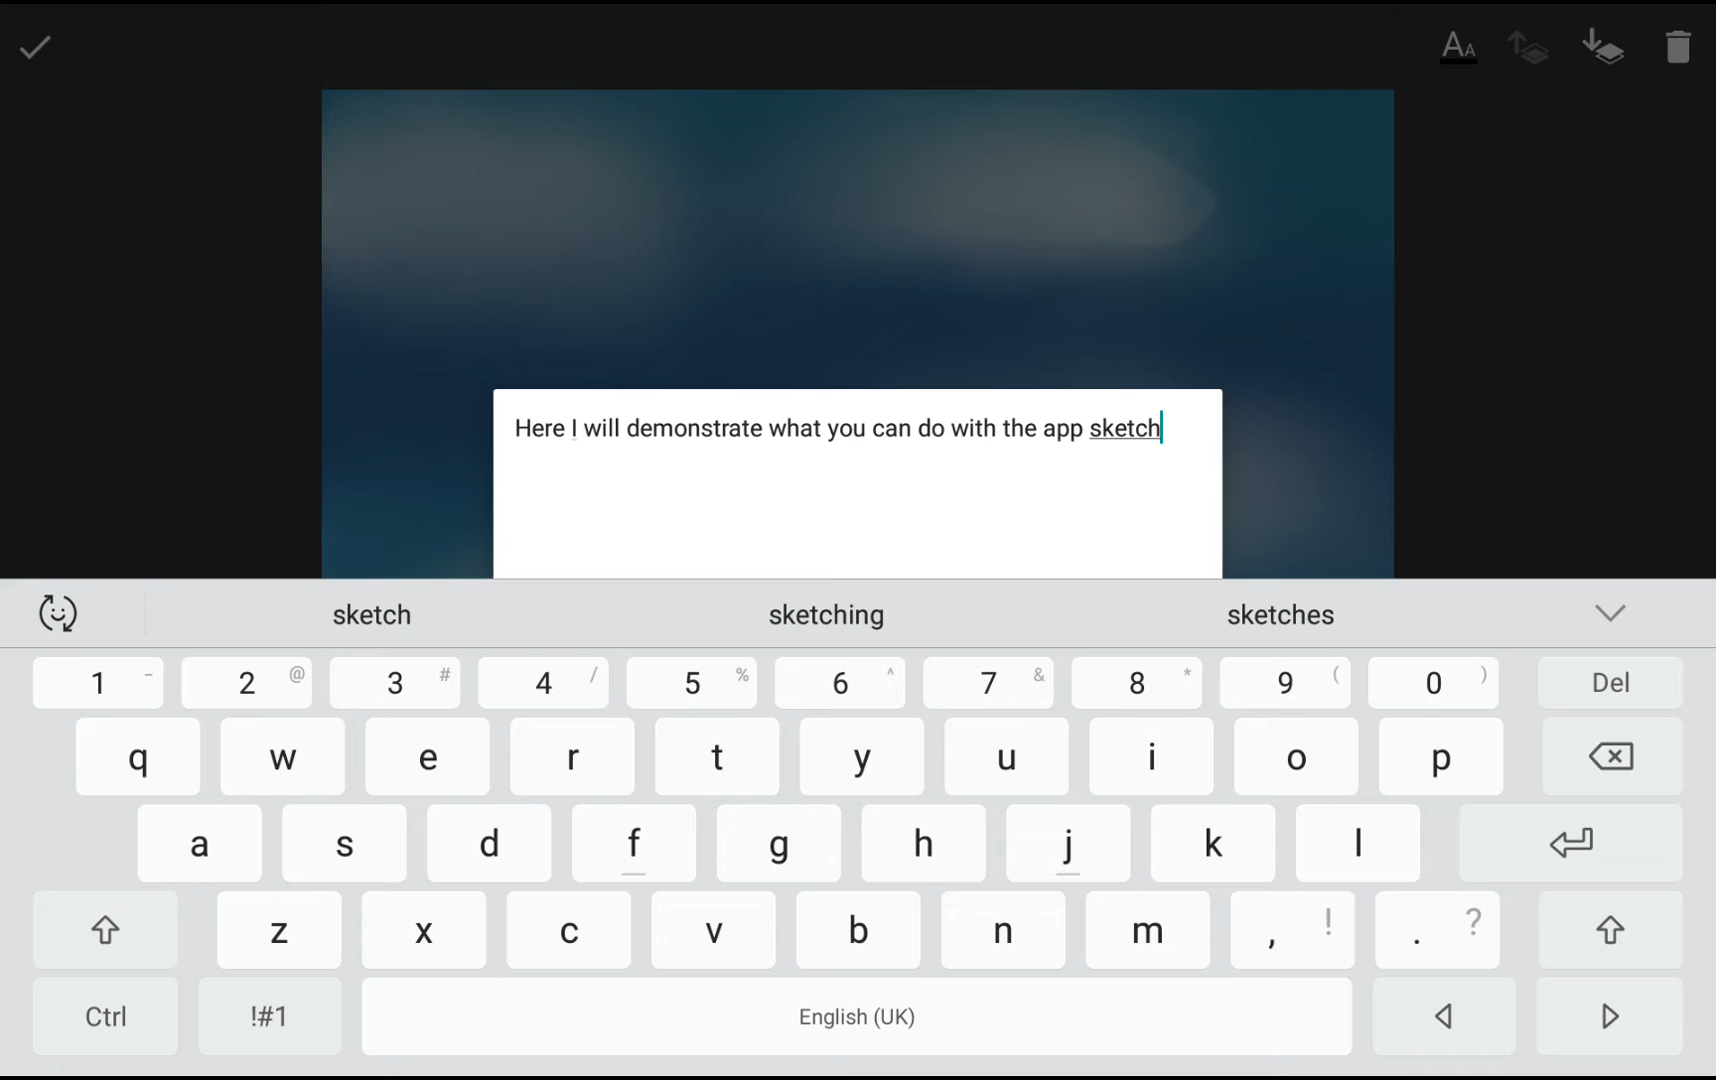 AA
Here I will demonstrate what you can do with the app sketch
sketch sketching sketches
1 - 2 @ 3 # 4 / 5 % 6 ^ 7 & 8 * 9 ( 0 ) Del
q w e r t y u i o p
a s d f g h j k l
z x c v b n m , ! . ?
Ctrl !#1 English (UK)